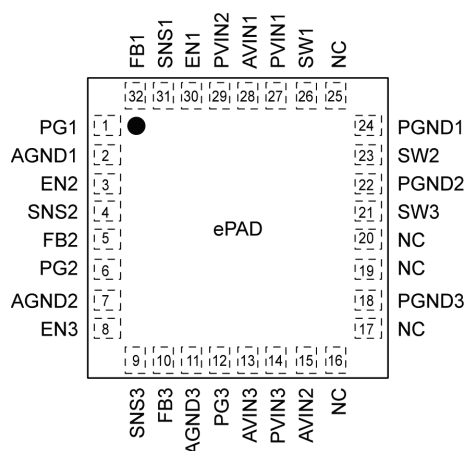 FB1 SNS1 EN1 PVIN2 AVIN1 PVIN1 SW1 NC
32 31 30 29 28 27 26 25
PG1 1 24 PGND1
AGND1 2 23 SW2
EN2 3 22 PGND2
SNS2 4 21 SW3
ePAD
FB2 5 20 NC
PG2 6 19 NC
AGND2 7 18 PGND3
EN3 8 17 NC
9 10 11 12 13 14 15 16
SNS3 FB3 AGND3 PG3 AVIN3 PVIN3 AVIN2 NC